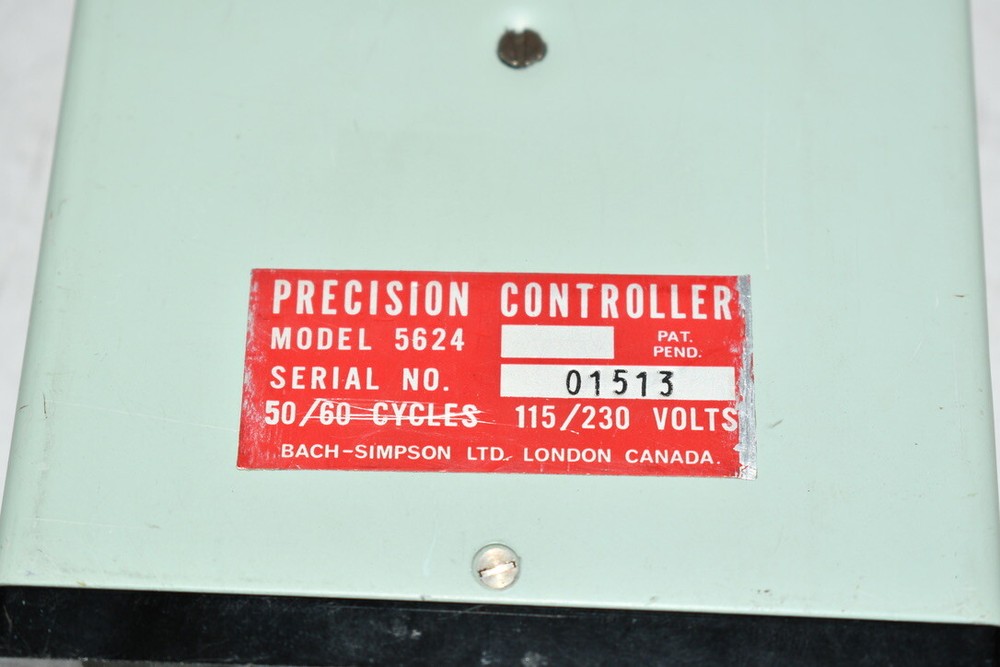 PRECISION CONTROLLER
MODEL 5624 PAT. PEND.
SERIAL NO. 01513
50/60 CYCLES 115/230 VOLTS
BACH-SIMPSON LTD. LONDON CANADA.